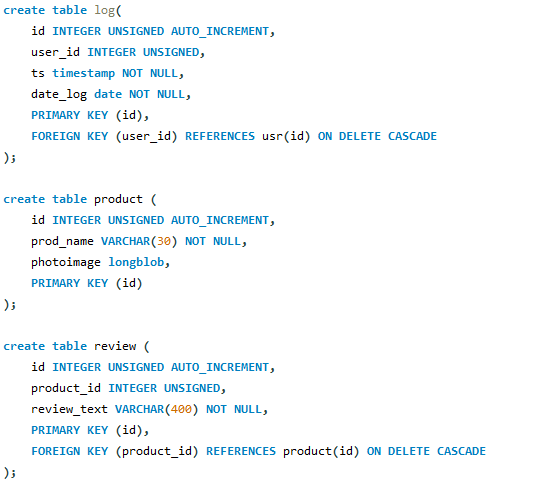 create table log(
    id INTEGER UNSIGNED AUTO_INCREMENT,
    user_id INTEGER UNSIGNED,
    ts timestamp NOT NULL,
    date_log date NOT NULL,
    PRIMARY KEY (id),
    FOREIGN KEY (user_id) REFERENCES usr(id) ON DELETE CASCADE
);

create table product (
    id INTEGER UNSIGNED AUTO_INCREMENT,
    prod_name VARCHAR(30) NOT NULL,
    photoimage longblob,
    PRIMARY KEY (id)
);

create table review (
    id INTEGER UNSIGNED AUTO_INCREMENT,
    product_id INTEGER UNSIGNED,
    review_text VARCHAR(400) NOT NULL,
    PRIMARY KEY (id),
    FOREIGN KEY (product_id) REFERENCES product(id) ON DELETE CASCADE
);